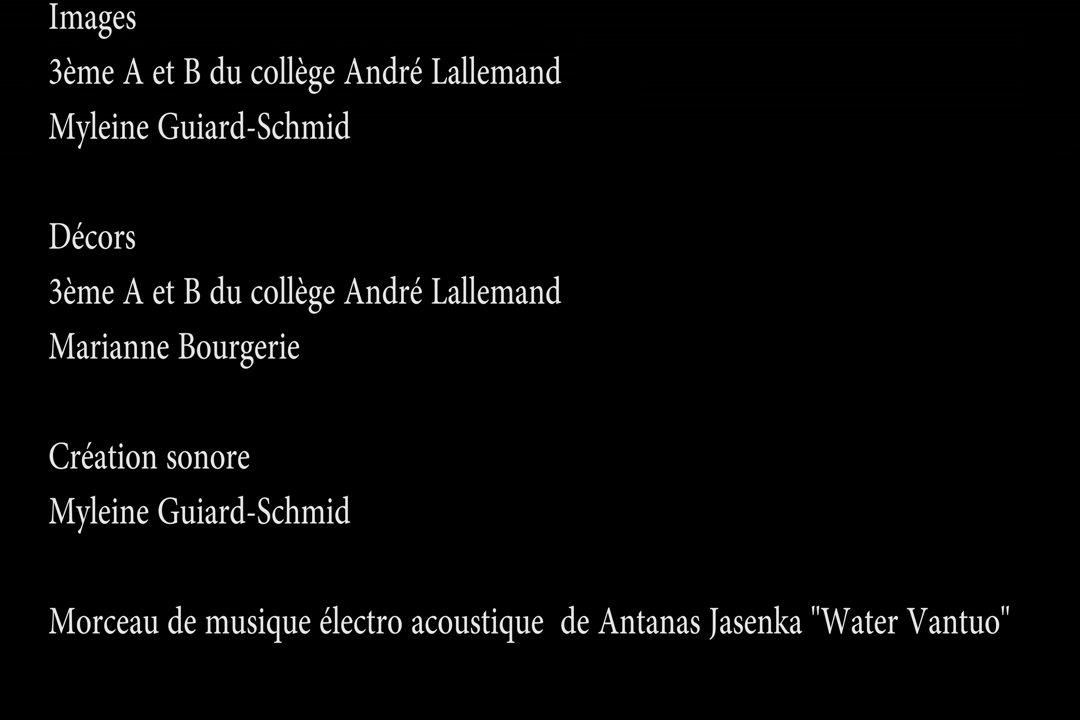 Images
3ème A et B du collège André Lallemand
Myleine Guiard-Schmid
Décors
3ème A et B du collège André Lallemand
Marianne Bourgerie
Création sonore
Myleine Guiard-Schmid
Morceau de musique électro acoustique  de Antanas Jasenka "Water Vantuo"